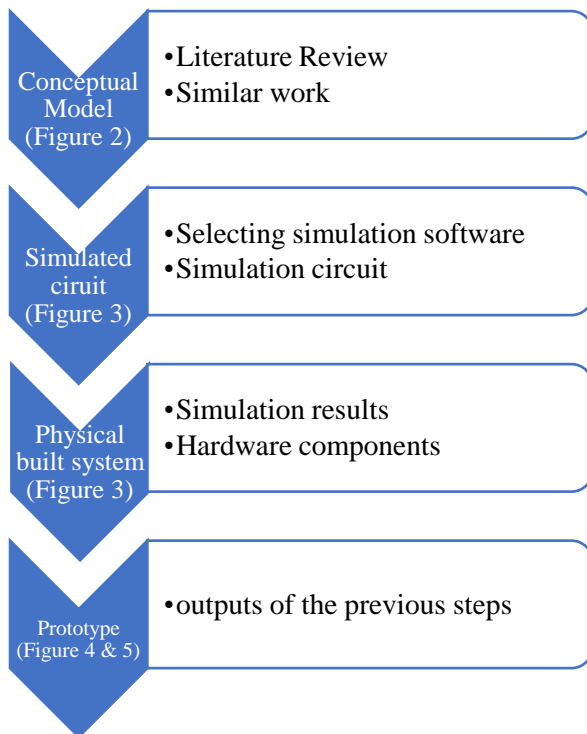 Conceptual
Model
(Figure 2)
•Literature Review
•Similar work
Simulated
ciruit
(Figure 3)
•Selecting simulation software
•Simulation circuit
Physical
built system
(Figure 3)
•Simulation results
•Hardware components
Prototype
(Figure 4 & 5)
•outputs of the previous steps